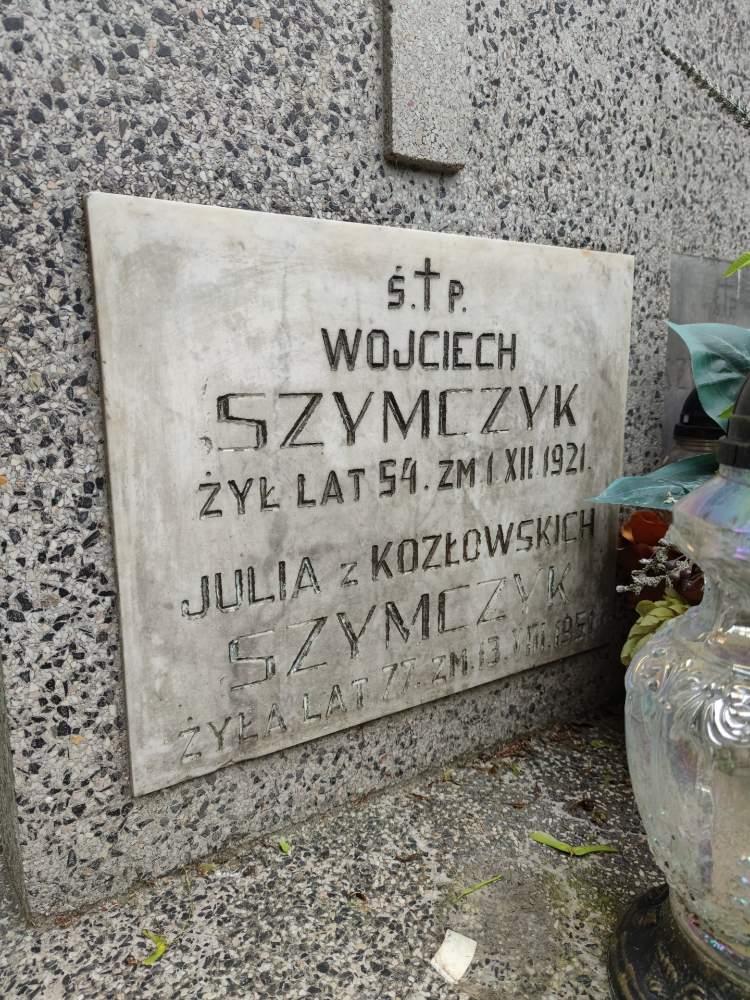 Ś.†P.
WOJCIECH
SZYMCZYK
ŻYŁ LAT 54. ZM. 1 XII. 1921.
JULIA z KOZŁOWSKICH
SZYMCZYK
ŻYŁA LAT 77. ZM. 13. VIII.